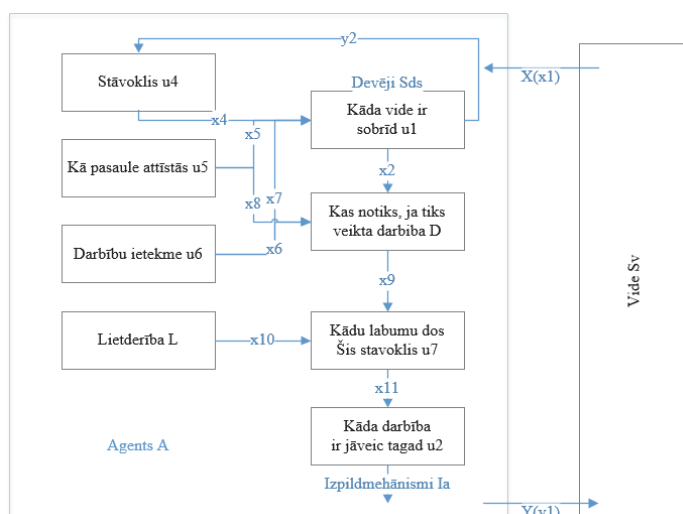 y2
Stāvoklis u4
Devēji Sds
X(x1)
Kāda vide ir
sobrīd u1
x4
x5
Kā pasaule attīstās u5
x2
x7
x8
Kas notiks, ja tiks
veikta darbiba D
Darbību ietekme u6
x6
x9
Vide Sv
Lietderība L
x10
Kādu labumu dos
Šis stavoklis u7
x11
Kāda darbība
ir jāveic tagad u2
Agents A
Izpildmehānismi Ia
Y(y1)